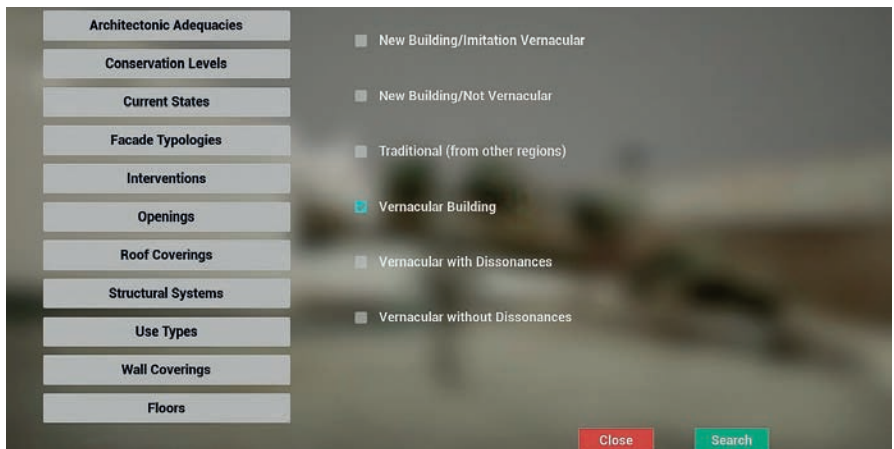 Architectonic Adequacies
Conservation Levels
Current States
Facade Typologies
Interventions
Openings
Roof Coverings
Structural Systems
Use Types
Wall Coverings
Floors
New Building/Imitation Vernacular
New Building/Not Vernacular
Traditional (from other regions)
Vernacular Building
Vernacular with Dissonances
Vernacular without Dissonances
Close
Search